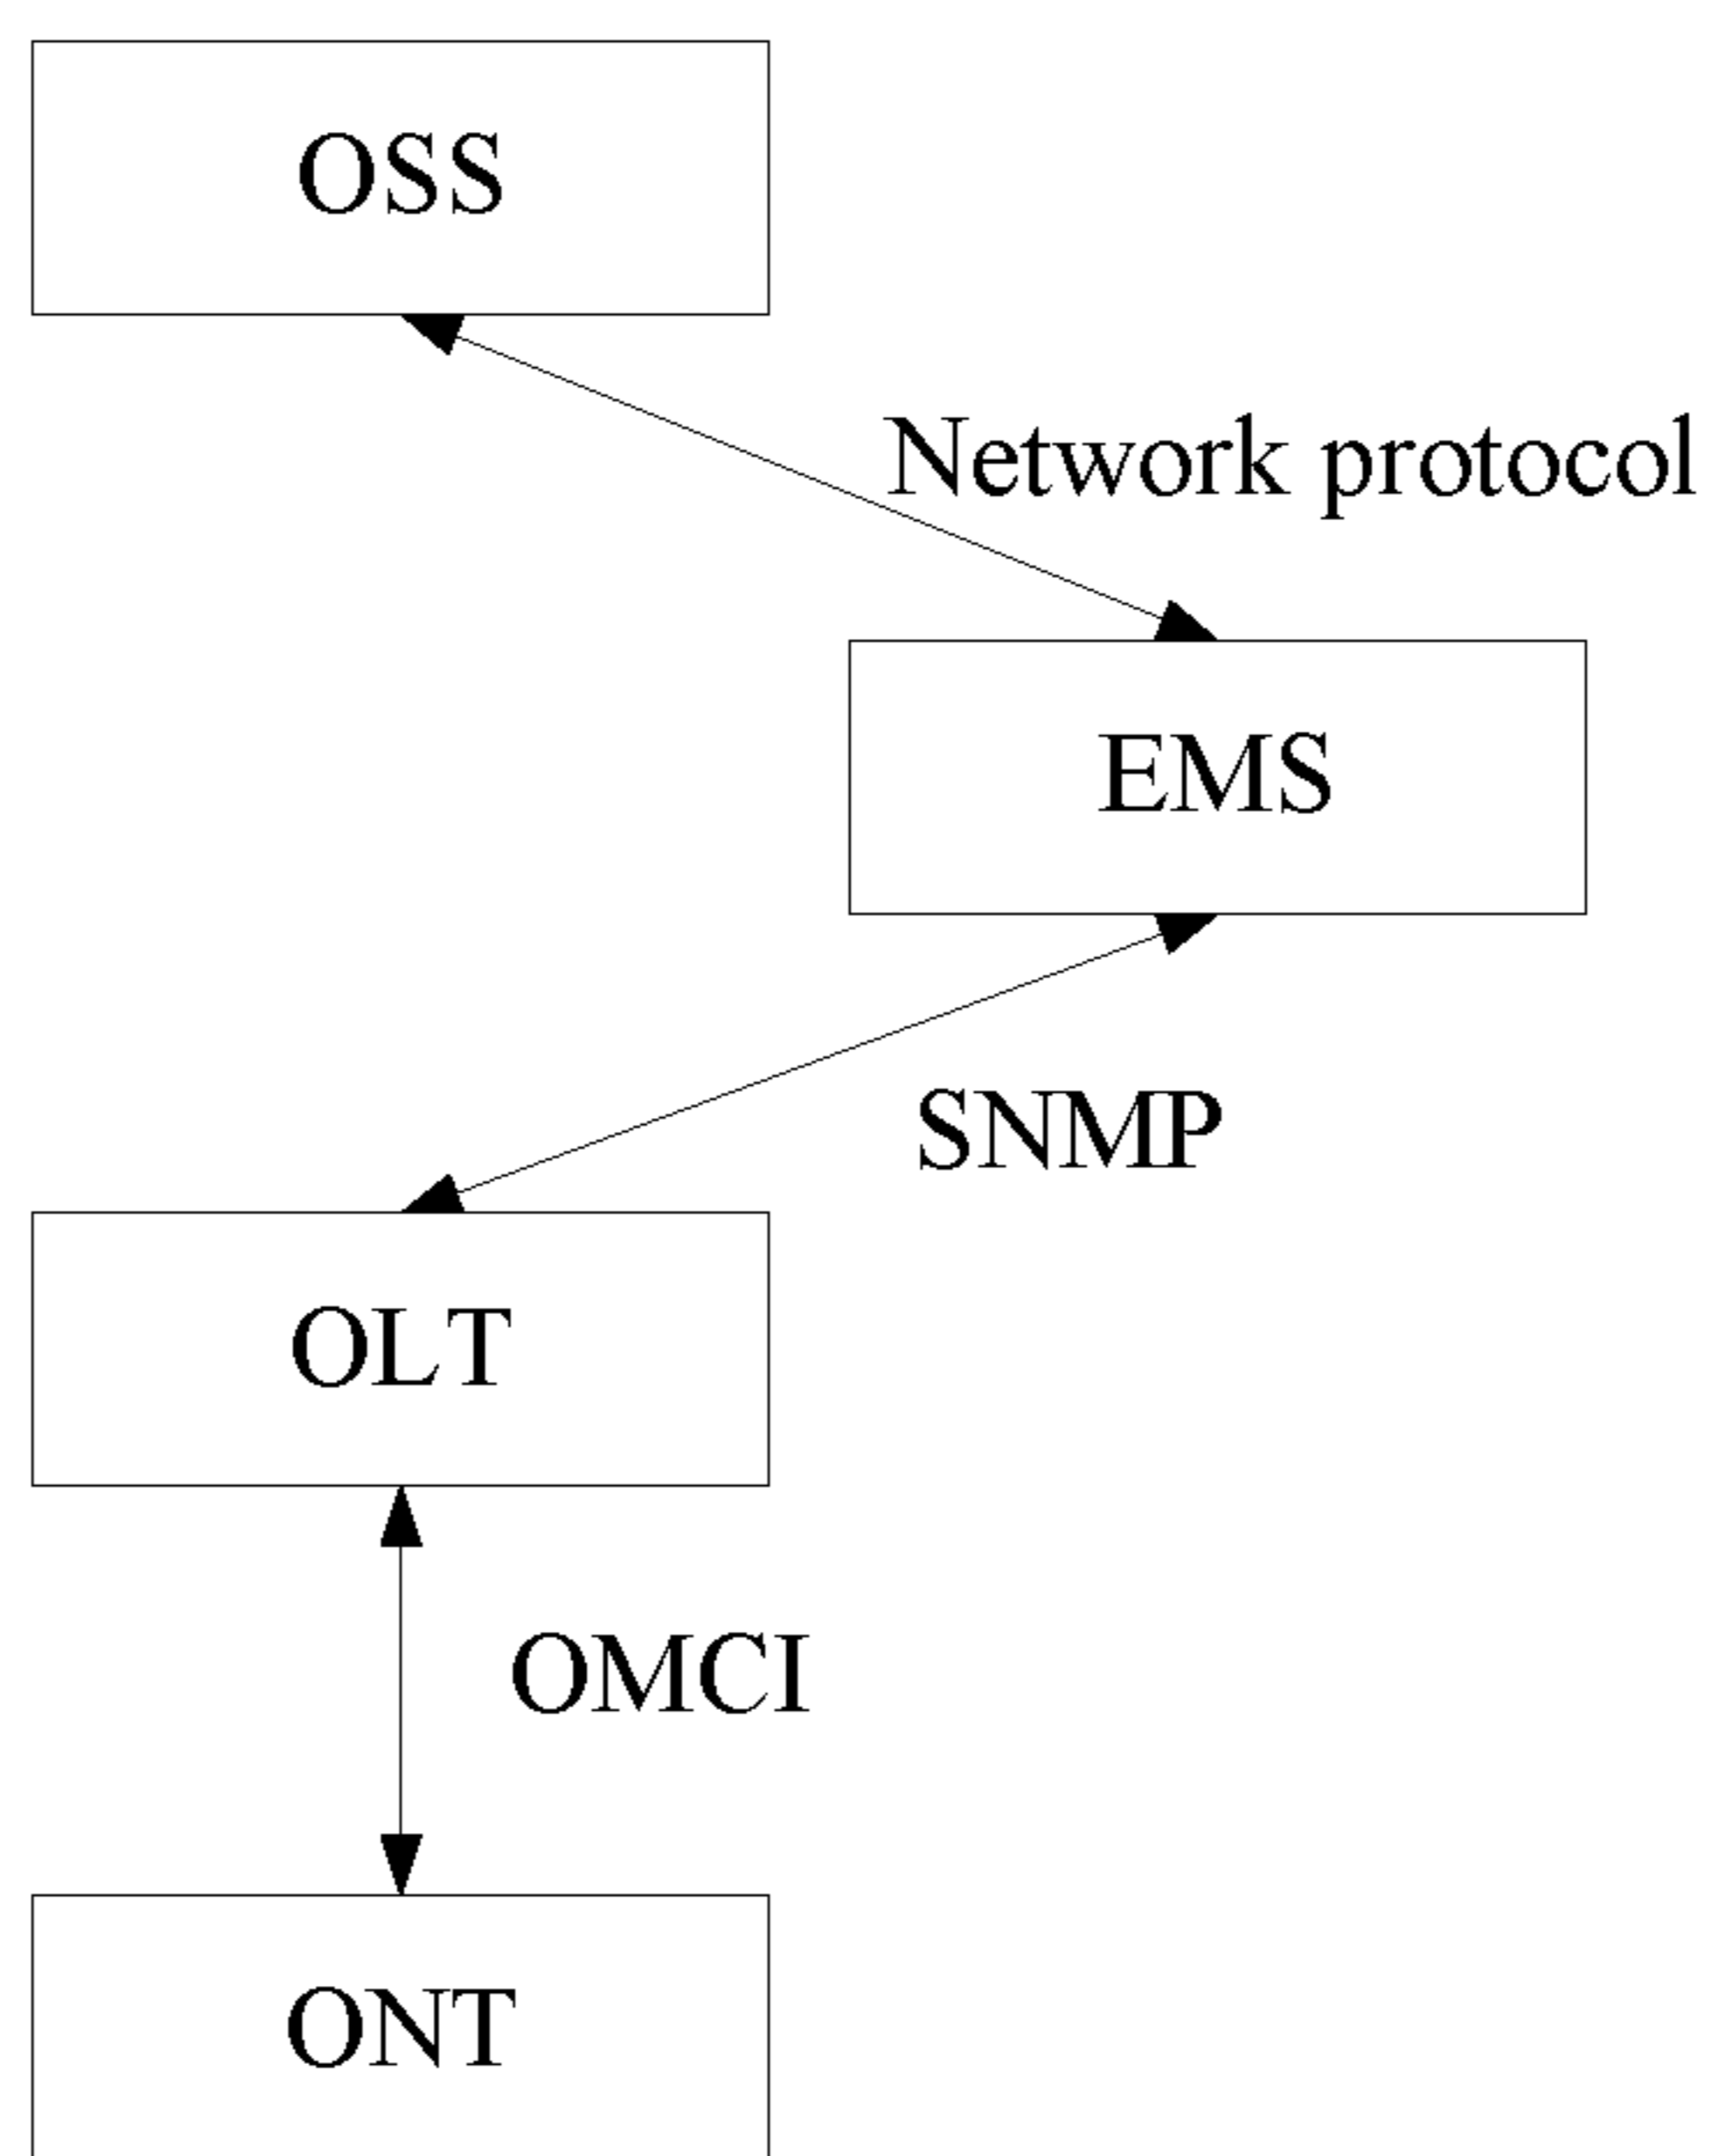 OSS
Network protocol
EMS
SNMP
OLT
OMCI
ONT